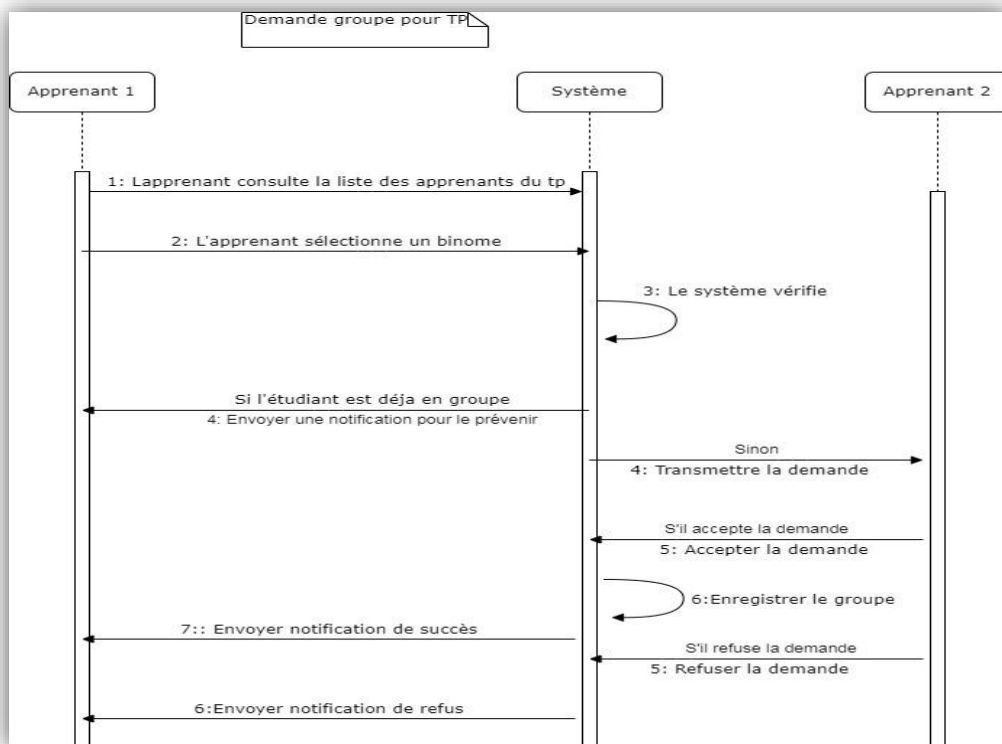 Demande groupe pour TP
Apprenant 1
Système
Apprenant 2
1: Lapprenant consulte la liste des apprenants du tp
2: L'apprenant sélectionne un binome
3: Le système vérifie
Si l'étudiant est déja en groupe
4: Envoyer une notification pour le prévenir
Sinon
4: Transmettre la demande
S'il accepte la demande
5: Accepter la demande
6:Enregistrer le groupe
7:: Envoyer notification de succès
S'il refuse la demande
5: Refuser la demande
6:Envoyer notification de refus